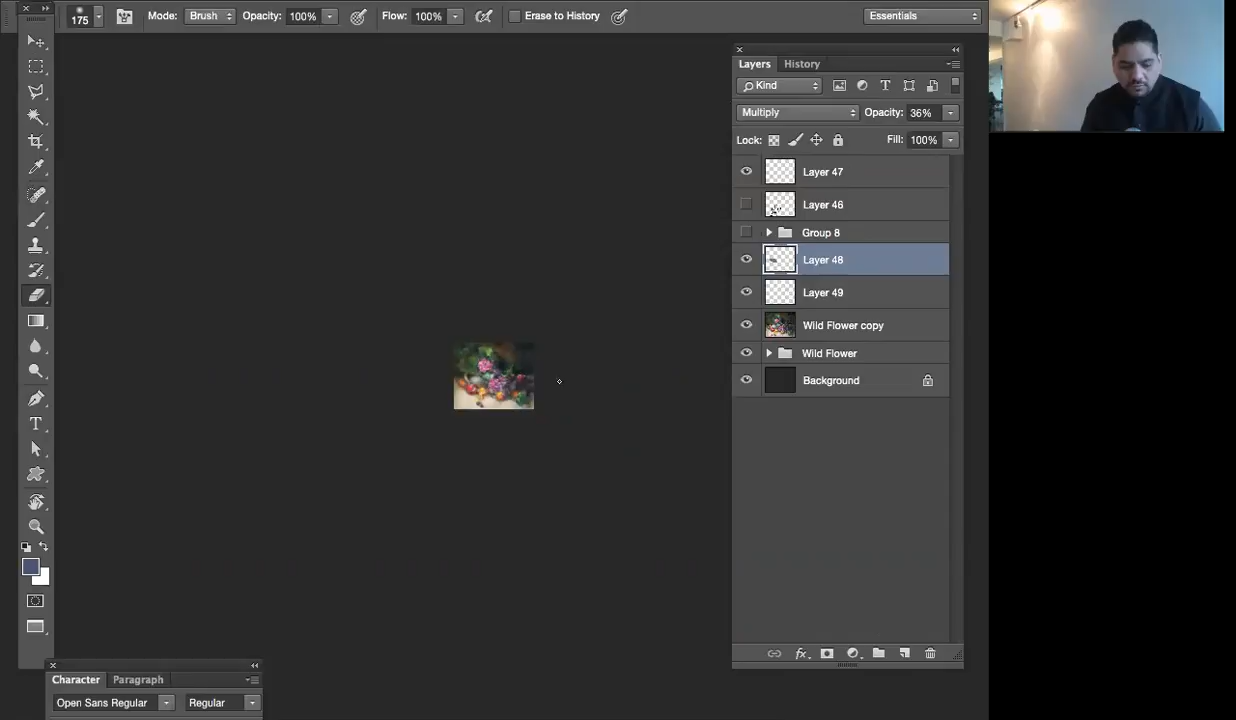 175 Mode: Brush Opacity: 100% Flow: 100% Erase to History Essentials
Layers History
Kind T
Multiply Opacity: 36%
Lock: Fill: 100%
Layer 47
Layer 46
Group 8
Layer 48
Layer 49
Wild Flower copy
Wild Flower
Background
T
fx
Character Paragraph
Open Sans Regular Regular